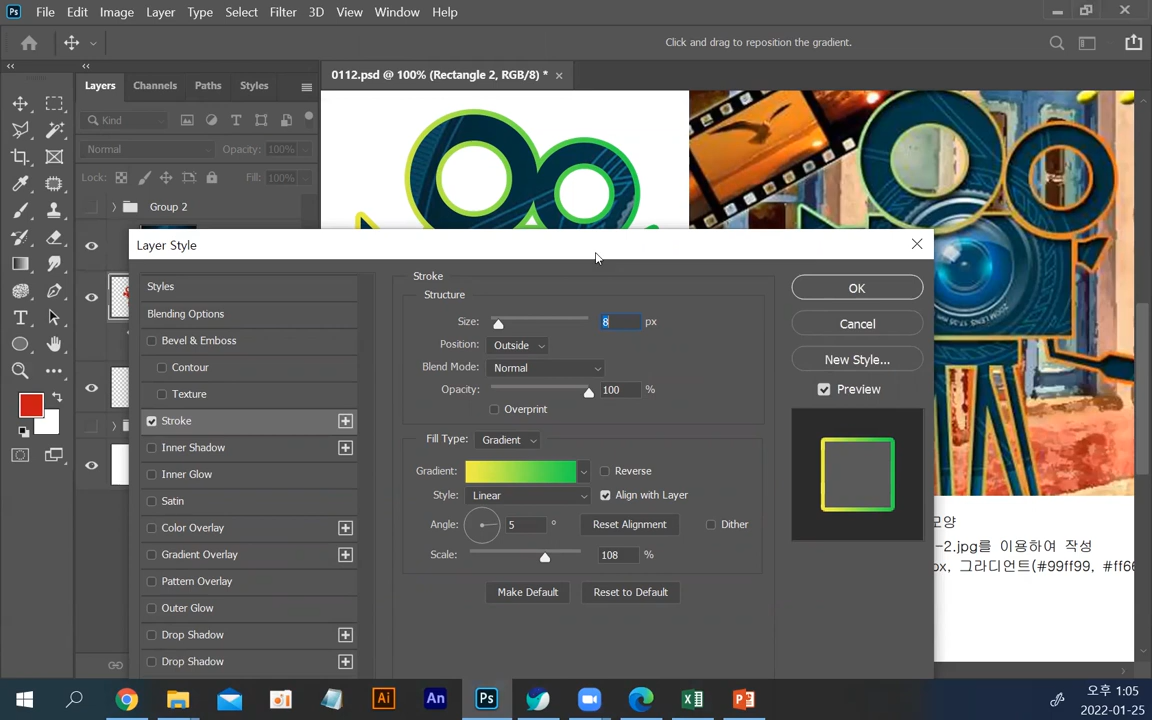 Ps File Edit Image Layer Type Select Filter 3D View Window Help
Click and drag to reposition the gradient.
Layers Channels Paths Styles
0112.psd @ 100% (Rectangle 2, RGB/8) * ×
Kind
Normal Opacity: 100%
Lock: Fill: 100%
Group 2
Layer Style
Styles
Blending Options
Bevel & Emboss
Contour
Texture
Stroke
Inner Shadow
Inner Glow
Satin
Color Overlay
Gradient Overlay
Pattern Overlay
Outer Glow
Drop Shadow
Drop Shadow
Stroke
Structure
Size: 8 px
Position: Outside
Blend Mode: Normal
Opacity: 100 %
Overprint
Fill Type: Gradient
Gradient: Reverse
Style: Linear Align with Layer
Angle: 5 ° Reset Alignment Dither
Scale: 108 %
Make Default Reset to Default
OK
Cancel
New Style...
Preview
모양
-2.jpg를 이용하여 작성
px, 그라디언트(#99ff99, #ff66
Ai An Ps
오후 1:05
2022-01-25